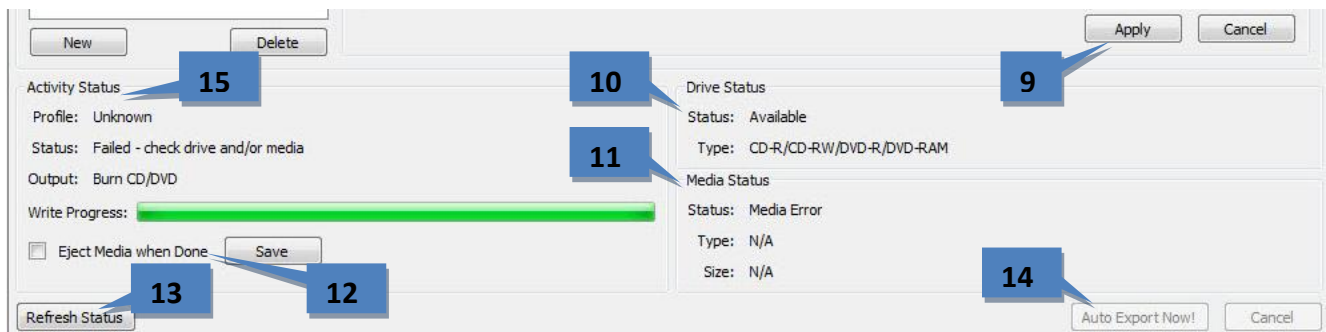 New
Delete
Apply
Cancel
15
10
9
Activity Status
Drive Status
Profile: Unknown
Status: Available
Status: Failed - check drive and/or media
Type: CD-R/CD-RW/DVD-R/DVD-RAM
11
Output: Burn CD/DVD
Media Status
Write Progress:
Status: Media Error
Type: N/A
Eject Media when Done
Save
Size: N/A
13
12
14
Refresh Status
Auto Export Now!
Cancel